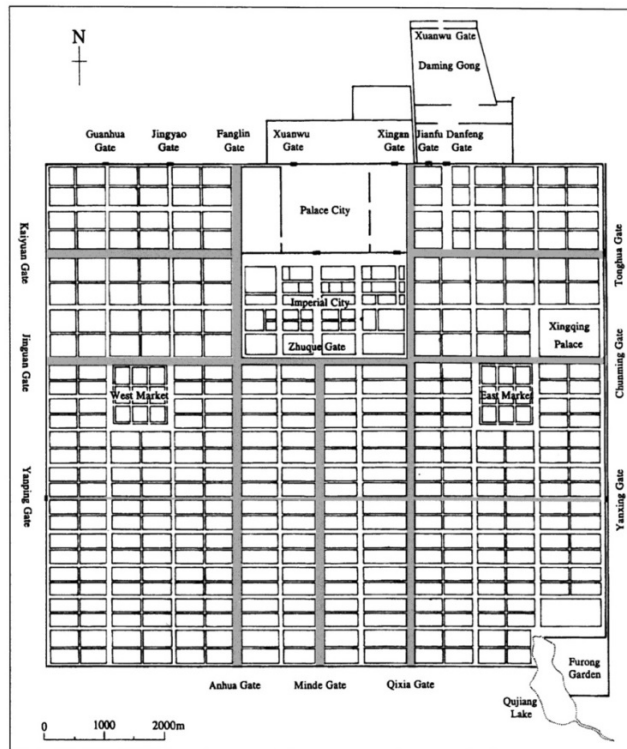 Xuanwu Gate
Daming Gong
N
Guanhua
Gate
Jingyao
Gate
Fanglin
Gate
Xuanwu
Gate
Xingan
Gate
Jianfu
Gate
Danfeng
Gate
Palace City
Kaiyuan Gate
Tonghua Gate
Imperial City
Xingqing
Palace
Zhuque Gate
Jinguan Gate
Chunming Gate
West Market
East Market
Yanping Gate
Yanxing Gate
Anhua Gate
Minde Gate
Qixia Gate
Furong
Garden
Qujiang
Lake
0 1000 2000m